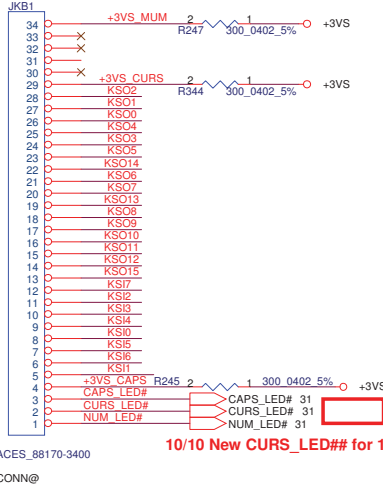 JKB1
34 +3VS_MUM 2 1 +3VS
R247 300_0402_5%
33
32
31
30
29 +3VS_CURS 2 1 +3VS
R344 300_0402_5%
28 KSO2
27 KSO1
26 KSO0
25 KSO4
24 KSO3
23 KSO5
22 KSO14
21 KSO6
20 KSO7
19 KSO13
18 KSO8
17 KSO9
16 KSO10
15 KSO11
14 KSO12
13 KSO15
12 KSI7
11 KSI2
10 KSI3
9 KSI4
8 KSI0
7 KSI5
6 KSI6
5 KSI1
4 +3VS_CAPS R245 2 1 300_0402_5% +3VS
3 CAPS_LED# CAPS_LED# 31
2 CURS_LED# CURS_LED# 31
1 NUM_LED# NUM_LED# 31
10/10 New CURS_LED## for 1
ACES_88170-3400
CONN@